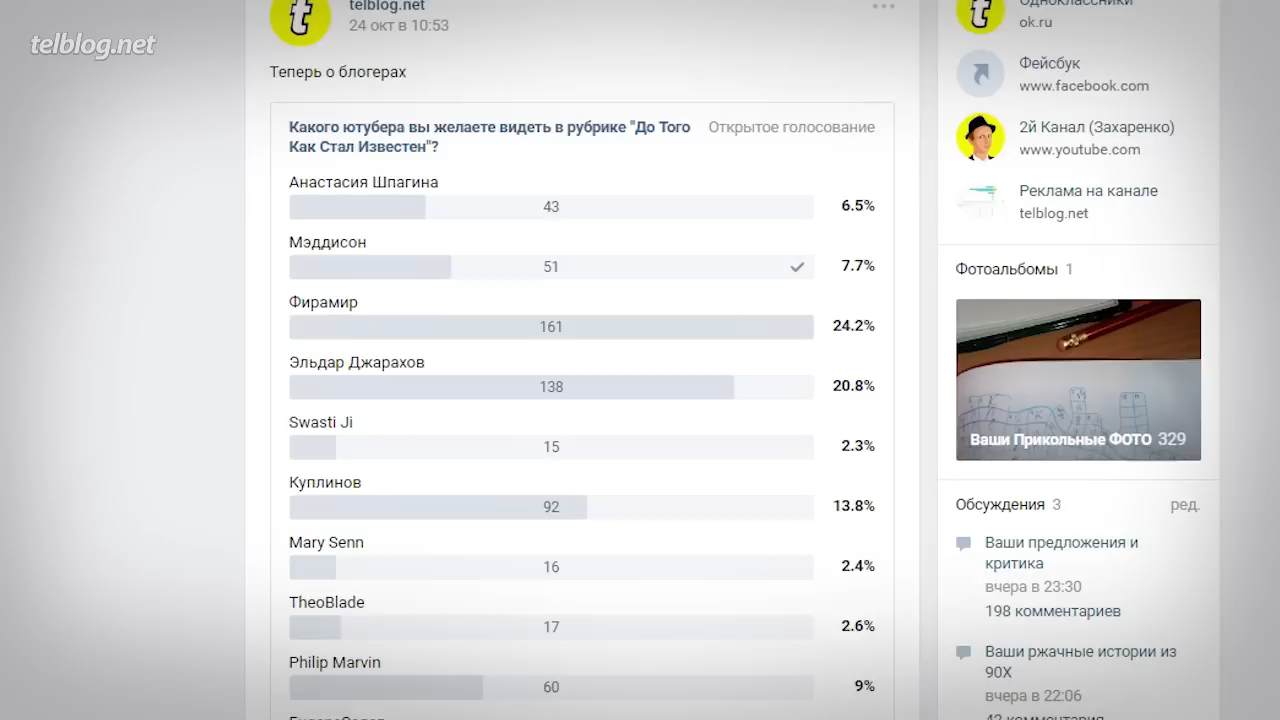 telblog.net
telblog.net
24 окт в 10:53
Теперь о блогерах
Какого ютубера вы желаете видеть в рубрике "До Того
Как Стал Известен"?
Открытое голосование
Анастасия Шпагина
43
6.5%
Мэддисон
51
7.7%
Фирамир
161
24.2%
Эльдар Джарахов
138
20.8%
Swasti Ji
15
2.3%
Куплинов
92
13.8%
Mary Senn
16
2.4%
TheoBlade
17
2.6%
Philip Marvin
60
9%
Одноклассники
ok.ru
Фейсбук
www.facebook.com
2й Канал (Захаренко)
www.youtube.com
Реклама на канале
telblog.net
Фотоальбомы 1
Ваши Прикольные ФОТО 329
Обсуждения 3
ред.
Ваши предложения и
критика
вчера в 23:30
198 комментариев
Ваши ржачные истории из
90Х
вчера в 22:06